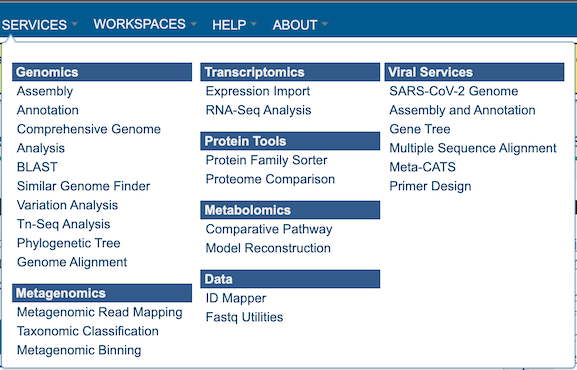 SERVICES WORKSPACES HELP ABOUT
Genomics
Assembly
Annotation
Comprehensive Genome
Analysis
BLAST
Similar Genome Finder
Variation Analysis
Tn-Seq Analysis
Phylogenetic Tree
Genome Alignment
Metagenomics
Metagenomic Read Mapping
Taxonomic Classification
Metagenomic Binning
Transcriptomics
Expression Import
RNA-Seq Analysis
Protein Tools
Protein Family Sorter
Proteome Comparison
Metabolomics
Comparative Pathway
Model Reconstruction
Data
ID Mapper
Fastq Utilities
Viral Services
SARS-CoV-2 Genome
Assembly and Annotation
Gene Tree
Multiple Sequence Alignment
Meta-CATS
Primer Design